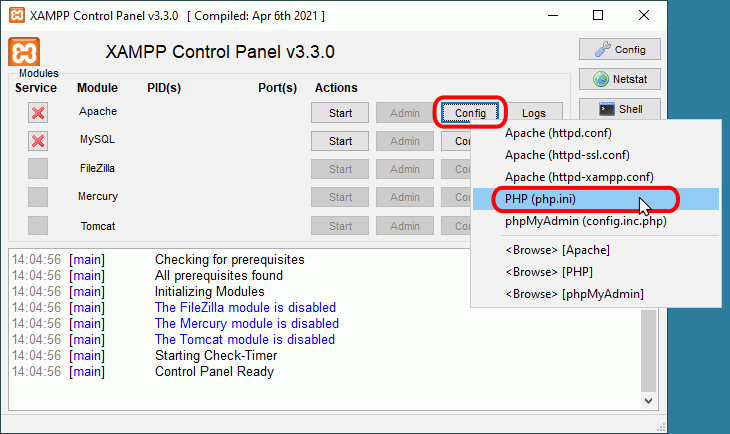 XAMPP Control Panel v3.3.0   [ Compiled: Apr 6th 2021 ]
XAMPP Control Panel v3.3.0
Config
Netstat
Shell
Modules
Service Module PID(s) Port(s) Actions
Apache Start Admin Config Logs
MySQL Start Admin
FileZilla Start Admin
Mercury Start Admin
Tomcat Start Admin
Apache (httpd.conf)
Apache (httpd-ssl.conf)
Apache (httpd-xampp.conf)
PHP (php.ini)
phpMyAdmin (config.inc.php)
<Browse> [Apache]
<Browse> [PHP]
<Browse> [phpMyAdmin]
14:04:56 [main] Checking for prerequisites
14:04:56 [main] All prerequisites found
14:04:56 [main] Initializing Modules
14:04:56 [main] The FileZilla module is disabled
14:04:56 [main] The Mercury module is disabled
14:04:56 [main] The Tomcat module is disabled
14:04:56 [main] Starting Check-Timer
14:04:56 [main] Control Panel Ready